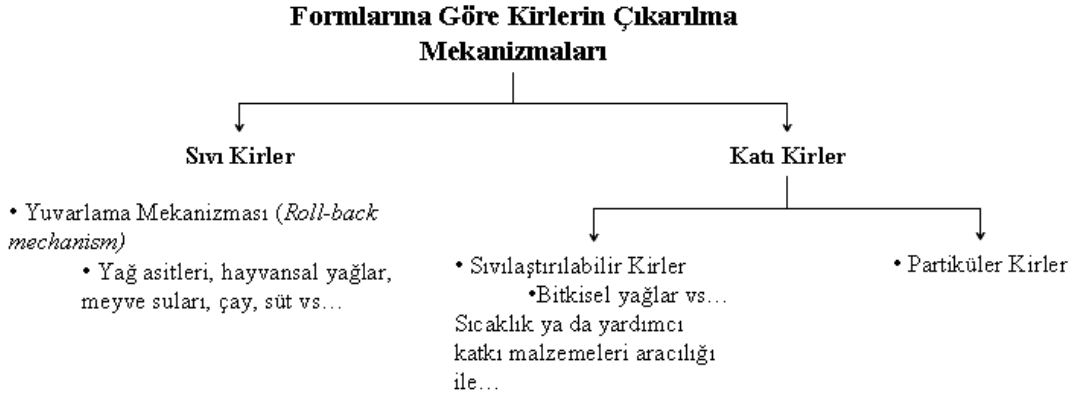 Formlarına Göre Kirlerin Çıkarılma
Mekanizmaları
Sıvı Kirler
Katı Kirler
• Yuvarlama Mekanizması (Roll-back
mechanism)
• Yağ asitleri, hayvansal yağlar,
meyve suları, çay, süt vs…
• Sıvılaştırılabilir Kirler
•Bitkisel yağlar vs…
Sıcaklık ya da yardımcı
katkı malzemeleri aracılığı
ile…
• Partiküler Kirler